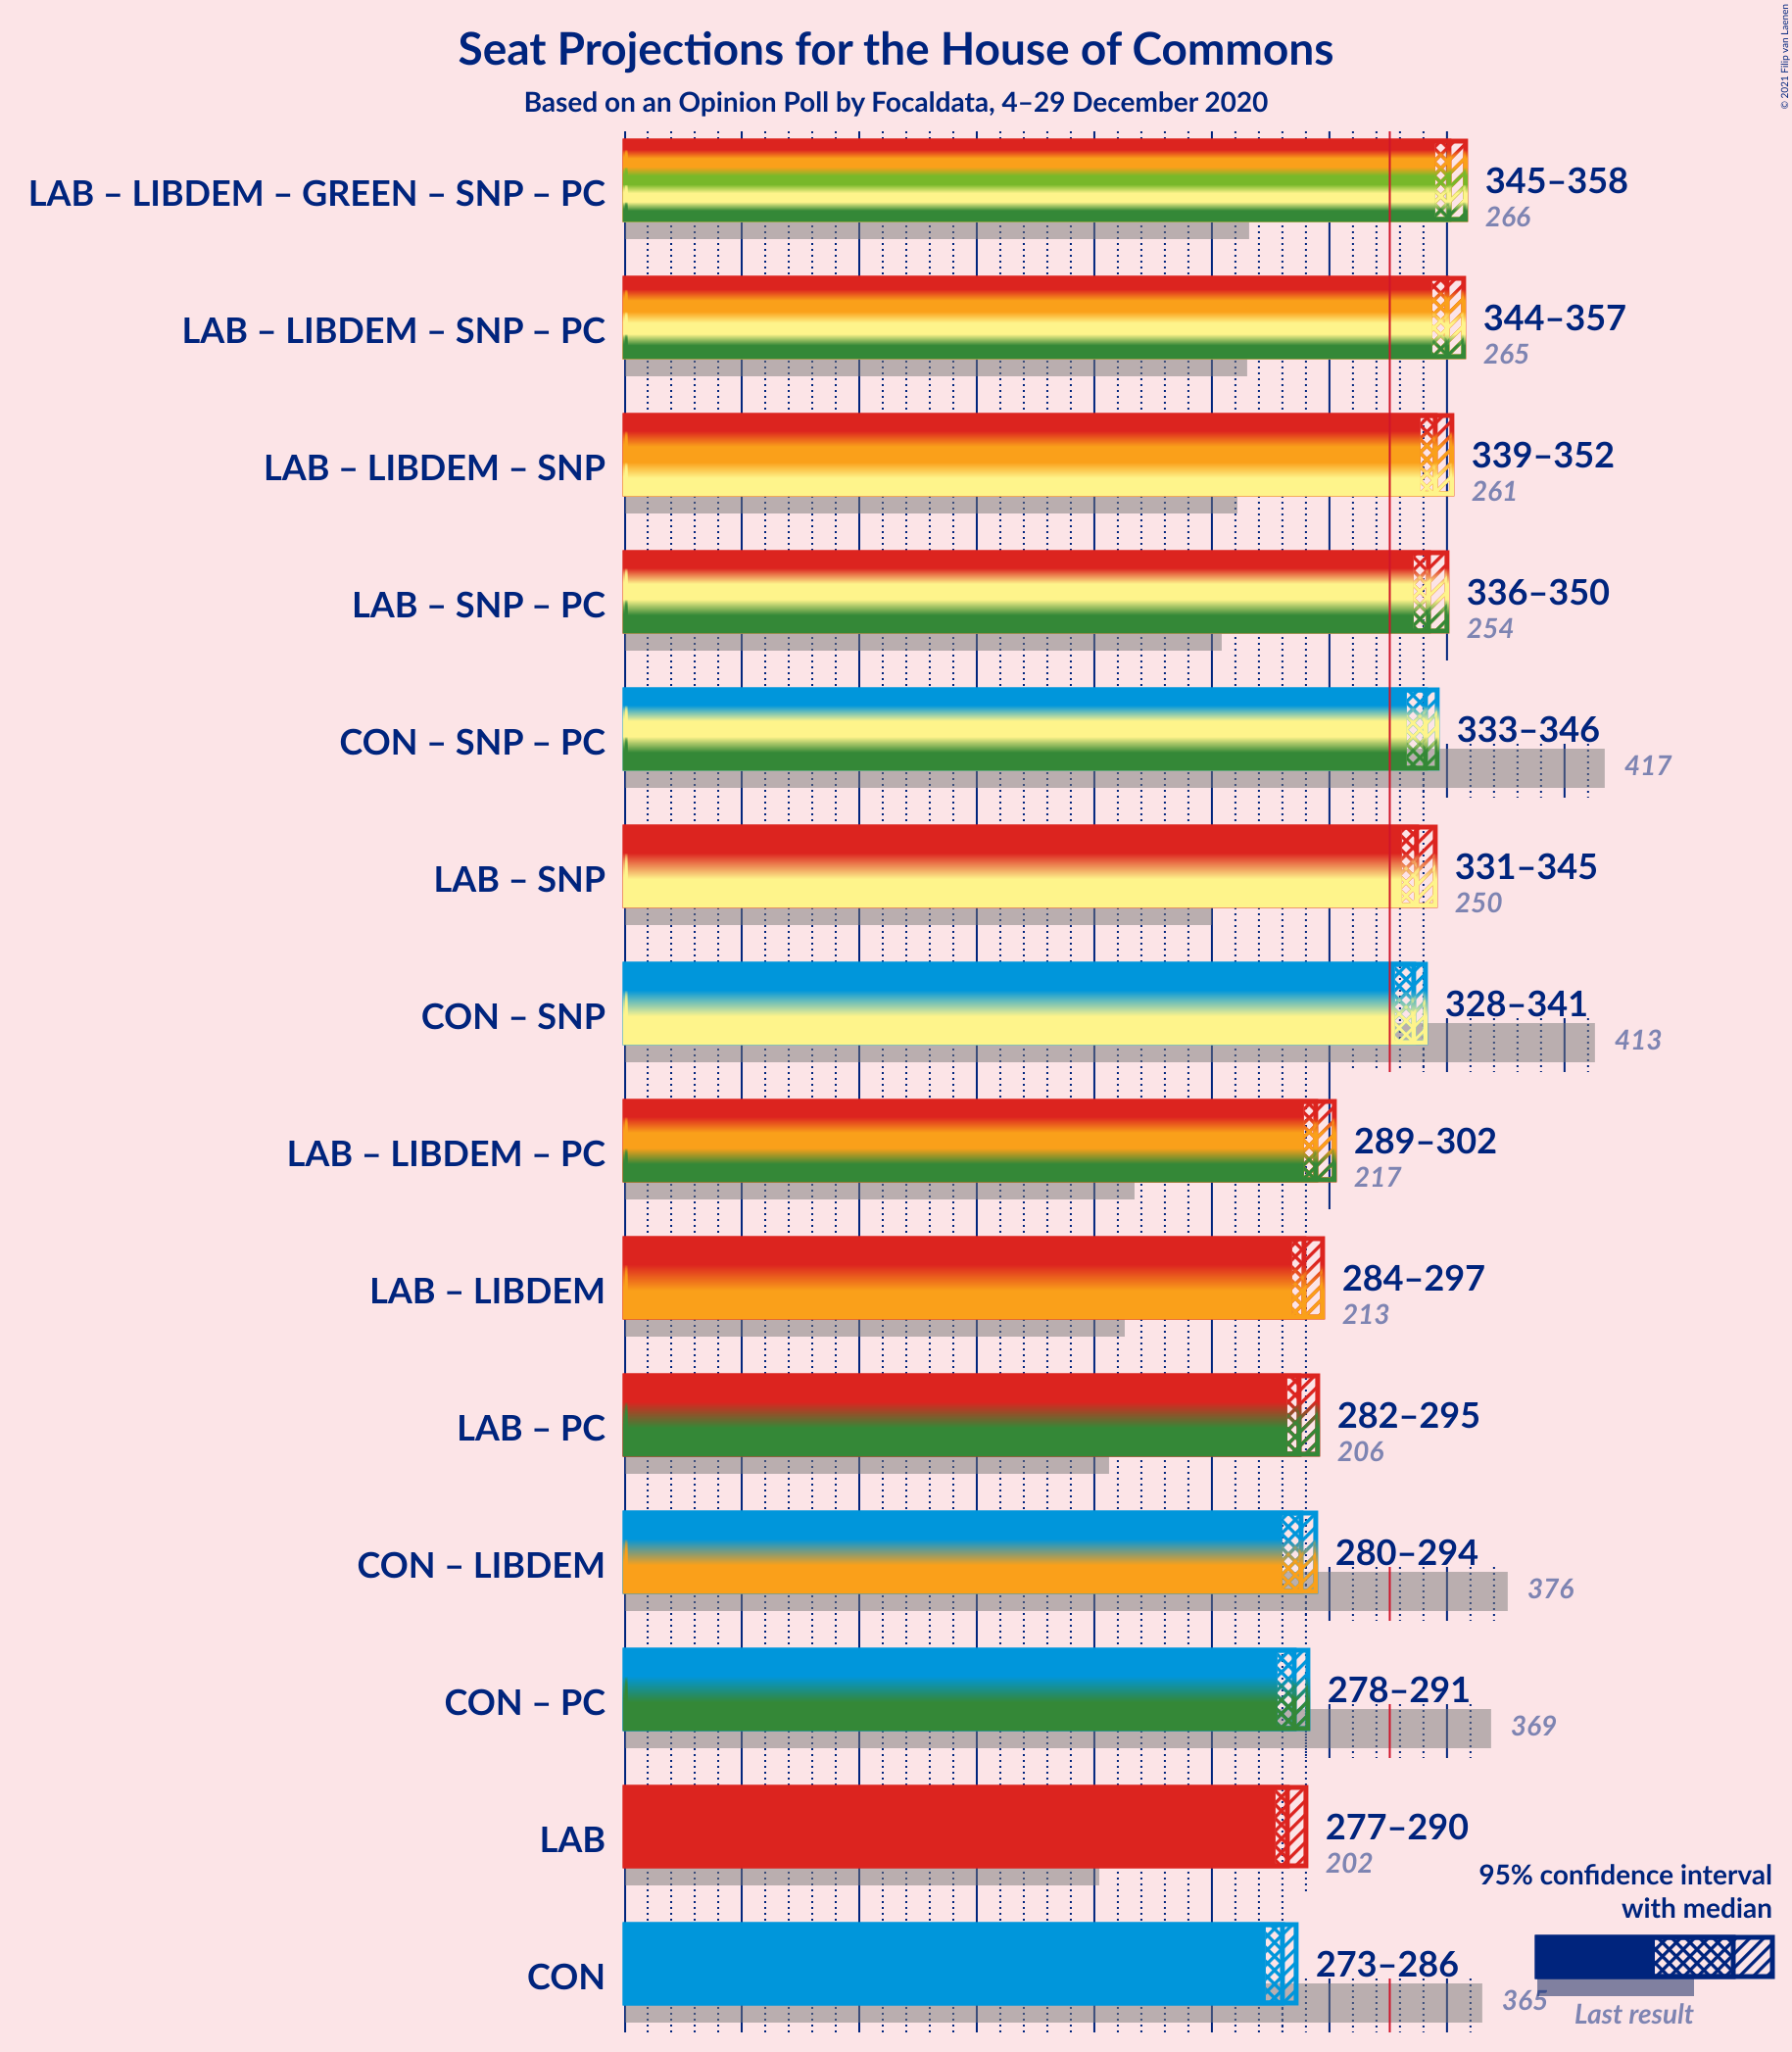 Seat Projections for the House of Commons
Based on an Opinion Poll by Focaldata, 4–29 December 2020
© 2021 Filip van Laenen
LAB – LIBDEM – GREEN – SNP – PC
345–358
266
LAB – LIBDEM – SNP – PC
344–357
265
LAB – LIBDEM – SNP
339–352
261
LAB – SNP – PC
336–350
254
CON – SNP – PC
333–346
417
LAB – SNP
331–345
250
CON – SNP
328–341
413
LAB – LIBDEM – PC
289–302
217
LAB – LIBDEM
284–297
213
LAB – PC
282–295
206
CON – LIBDEM
280–294
376
CON – PC
278–291
369
LAB
277–290
202
CON
273–286
365
95% confidence interval
with median
Last result